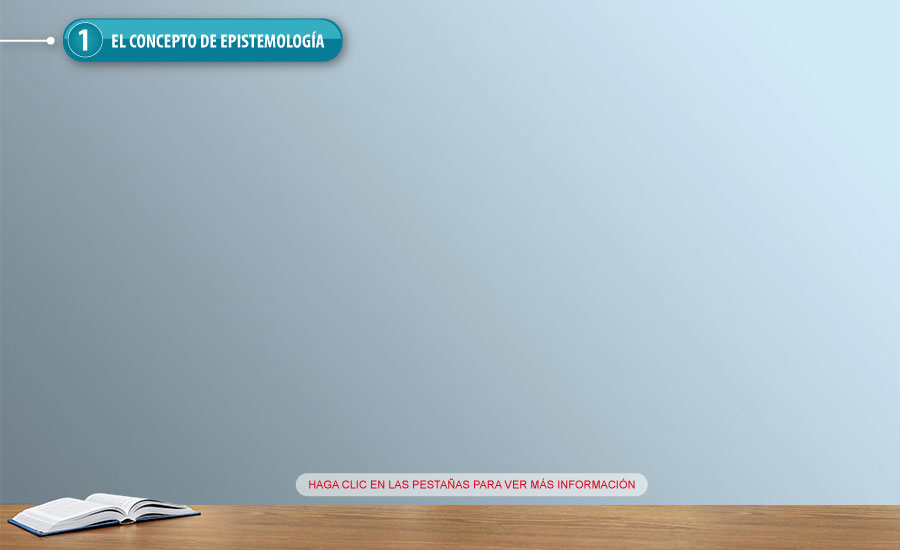 1 EL CONCEPTO DE EPISTEMOLOGÍA
HAGA CLIC EN LAS PESTAÑAS PARA VER MÁS INFORMACIÓN